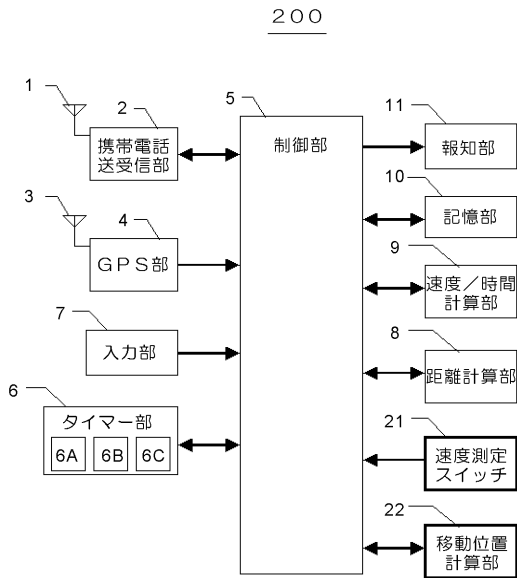 ２００
1
2
携帯電話
送受信部
3
4
ＧＰＳ部
7
入力部
6
タイマー部
6A
6B
6C
5
制御部
11
報知部
10
記憶部
9
速度／時間
計算部
8
距離計算部
21
速度測定
スイッチ
22
移動位置
計算部